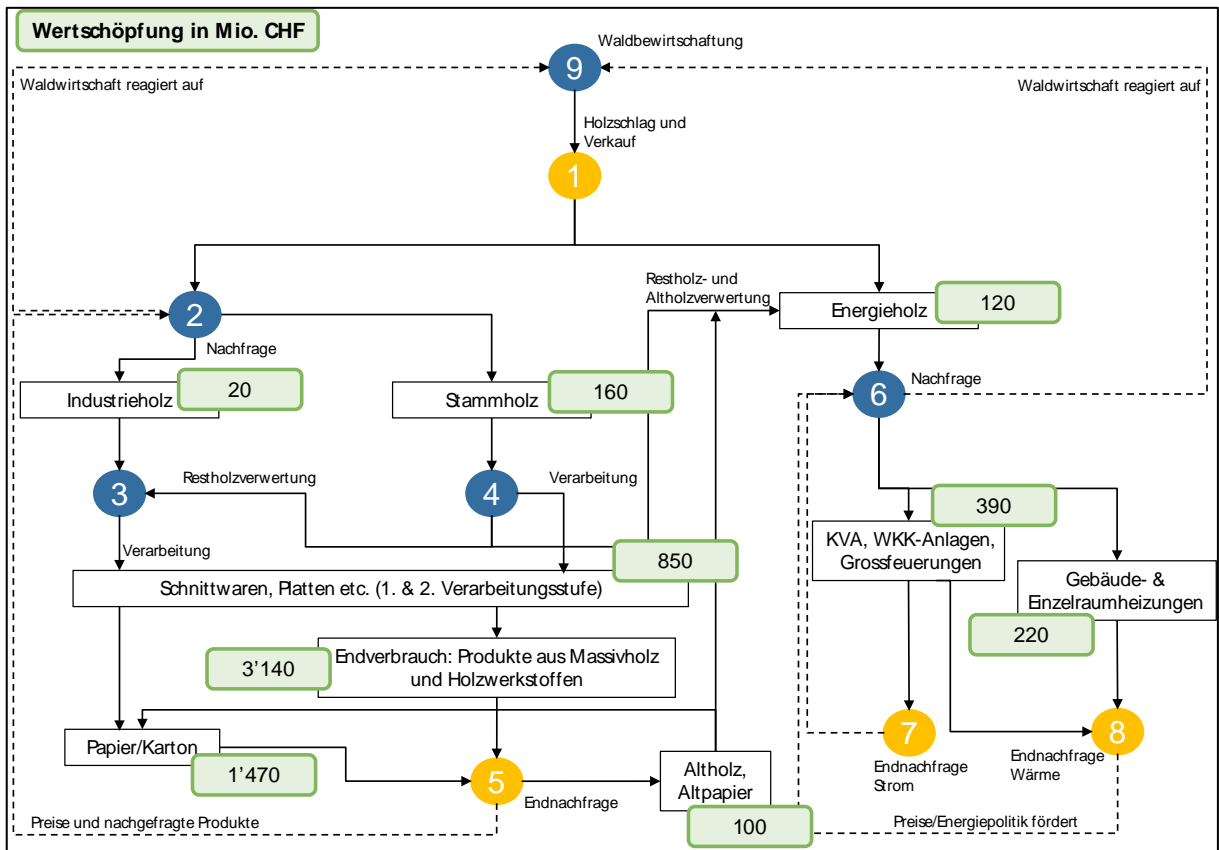 Wertschöpfung in Mio. CHF
Waldbewirtschaftung
9
Waldwirtschaft reagiert auf
Waldwirtschaft reagiert auf
Holzschlag und
Verkauf
1
Restholz- und
Altholzverwertung
2
Energieholz
120
Nachfrage
Industrieholz
20
Stammholz
160
6
Nachfrage
3
Restholzverwertung
4
Verarbeitung
390
KVA, WKK-Anlagen,
Grossfeuerungen
Verarbeitung
850
Schnittwaren, Platten etc. (1. & 2. Verarbeitungsstufe)
Gebäude- &
Einzelraumheizungen
220
3'140
Endverbrauch: Produkte aus Massivholz
und Holzwerkstoffen
Papier/Karton
1'470
5
Endnachfrage
Altholz,
Altpapier
100
7
Endnachfrage
Strom
8
Endnachfrage
Wärme
Preise und nachgefragte Produkte
Preise/Energiepolitik fördert